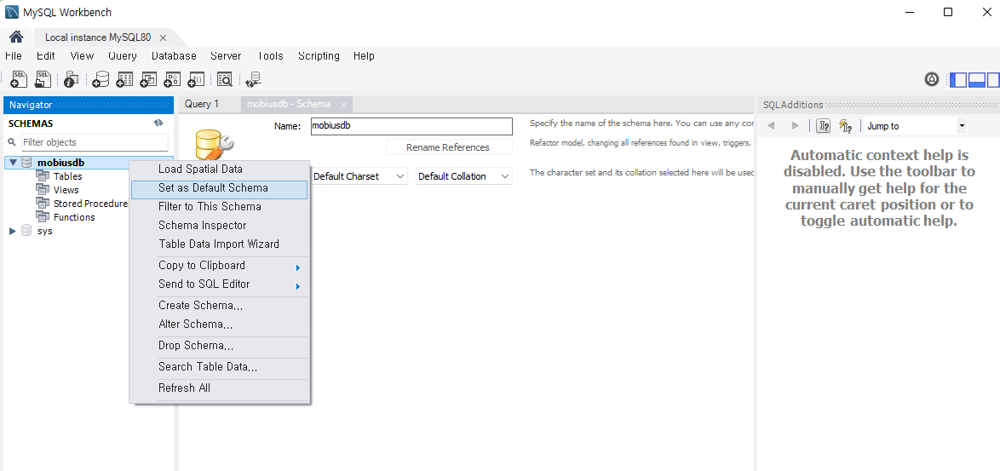 MySQL Workbench
Local instance MySQL80
File Edit View Query Database Server Tools Scripting Help
Navigator
SCHEMAS
Filter objects
mobiusdb
Tables
Views
Stored Procedures
Functions
sys
Load Spatial Data
Set as Default Schema
Filter to This Schema
Schema Inspector
Table Data Import Wizard
Copy to Clipboard
Send to SQL Editor
Create Schema...
Alter Schema...
Drop Schema...
Search Table Data...
Refresh All
Query 1
mobiusdb - Schema
Name: mobiusdb
Specify the name of the schema here. You can use any cor
Rename References
Refactor model, changing all references found in view, triggers,
Default Charset Default Collation
The character set and its collation selected here will be used
SQLAdditions
Jump to
Automatic context help is
disabled. Use the toolbar to
manually get help for the
current caret position or to
toggle automatic help.